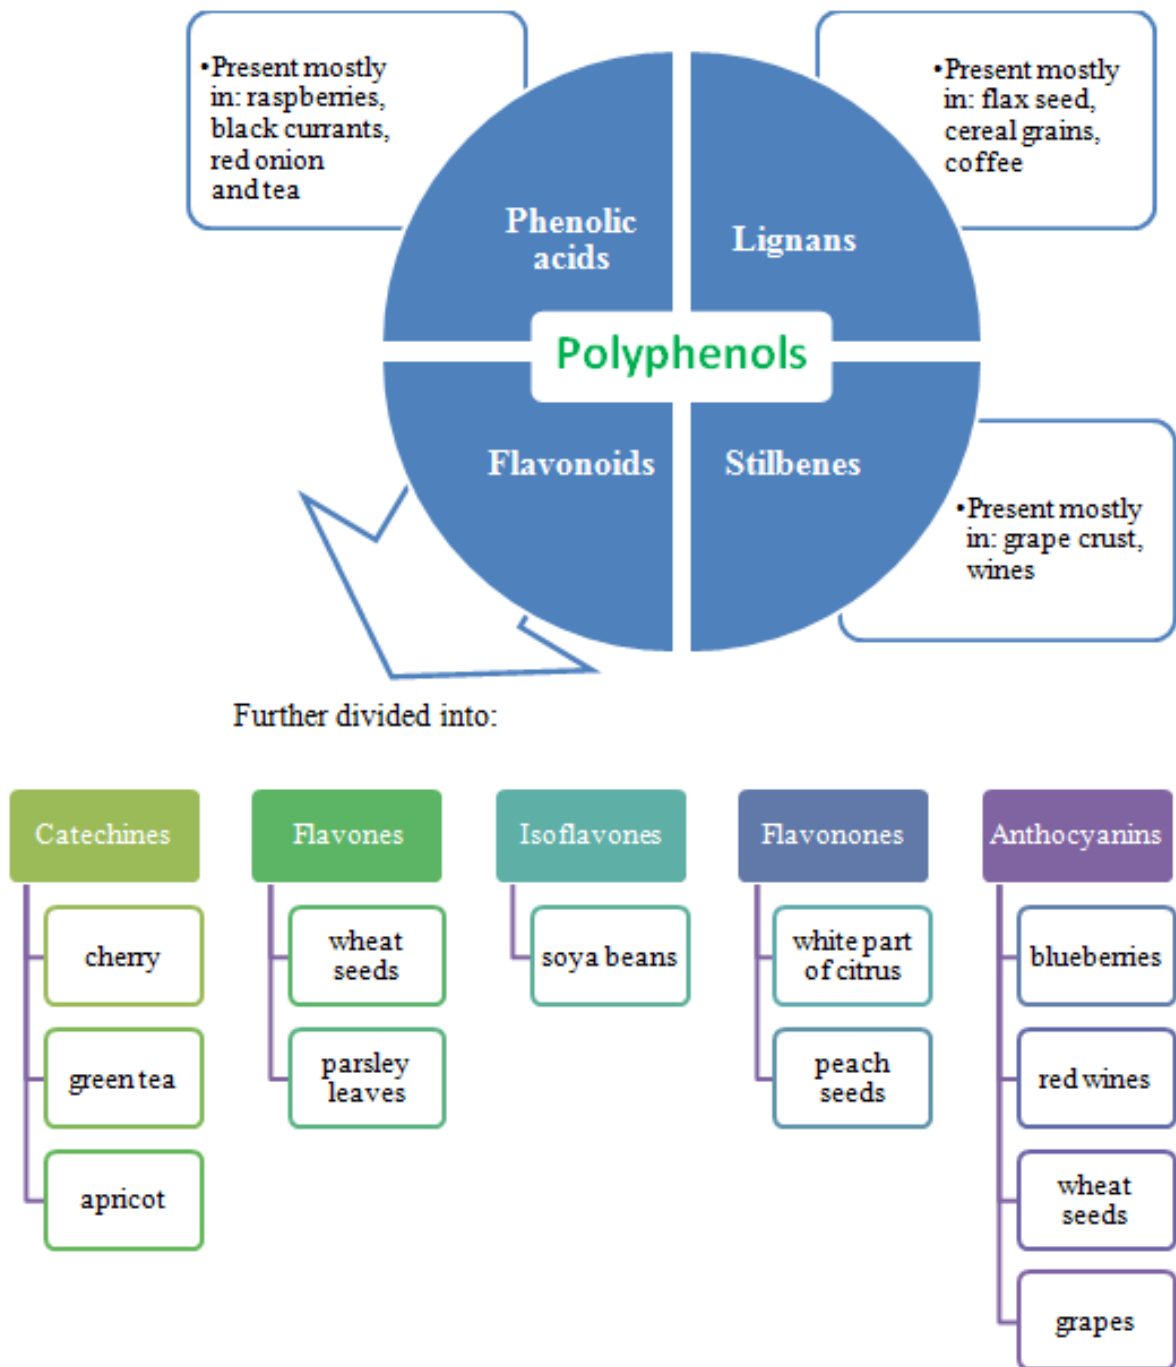 •Present mostly
in: raspberries,
black currants,
red onion
and tea
•Present mostly
in: flax seed,
cereal grains,
coffee
Phenolic
acids
Lignans
Polyphenols
Flavonoids
Stilbenes
•Present mostly
in: grape crust,
wines
Further divided into:
Catechines
cherry
green tea
apricot
Flavones
wheat
seeds
parsley
leaves
Isoflavones
soya beans
Flavonones
white part
of citrus
peach
seeds
Anthocyanins
blueberries
red wines
wheat
seeds
grapes